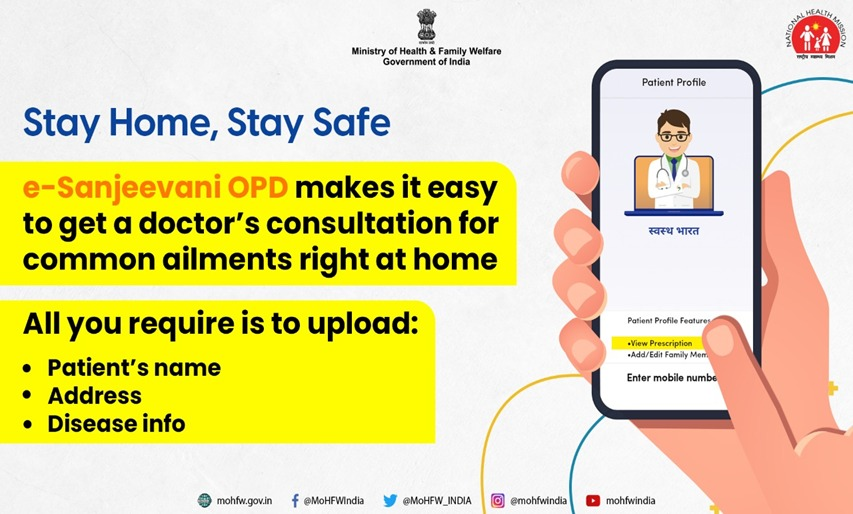 Ministry of Health & Family Welfare
Government of India
NATIONAL HEALTH MISSION
राष्ट्रीय स्वास्थ्य मिशन
Stay Home, Stay Safe
e-Sanjeevani OPD makes it easy
to get a doctor's consultation for
common ailments right at home
All you require is to upload:
• Patient's name
• Address
• Disease info
Patient Profile
स्वस्थ भारत
Patient Profile Features
•View Prescription
•Add/Edit Family Mem
Enter mobile numbe
mohfw.gov.in
@MoHFWIndia
@MoHFW_INDIA
@mohfwindia
mohfwindia